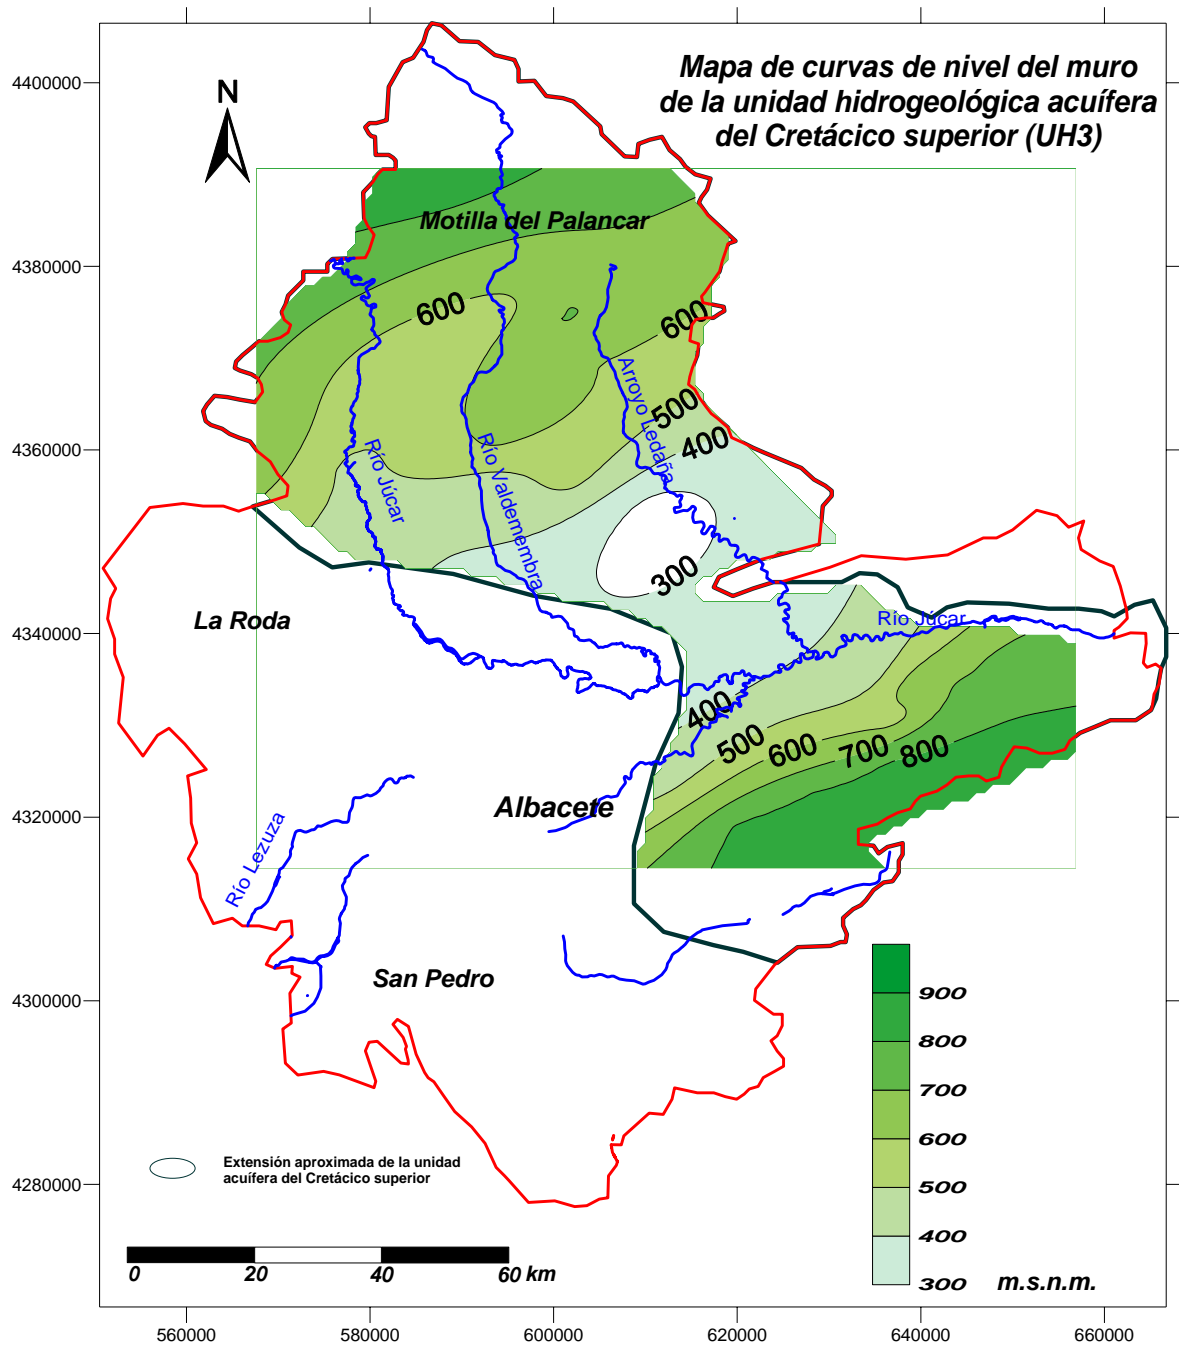 Mapa de curvas de nivel del muro
de la unidad hidrogeológica acuífera
del Cretácico superior (UH3)
N
4400000
4380000
4360000
4340000
4320000
4300000
4280000
Motilla del Palancar
600
600
500
400
300
Arroyo Ledaña
Río Júcar
Río Valdemembra
Río Júcar
La Roda
400
500
600
700
800
Albacete
Río Lezuza
San Pedro
900
800
700
600
500
400
300
m.s.n.m.
Extensión aproximada de la unidad
acuífera del Cretácico superior
0 20 40 60 km
560000 580000 600000 620000 640000 660000